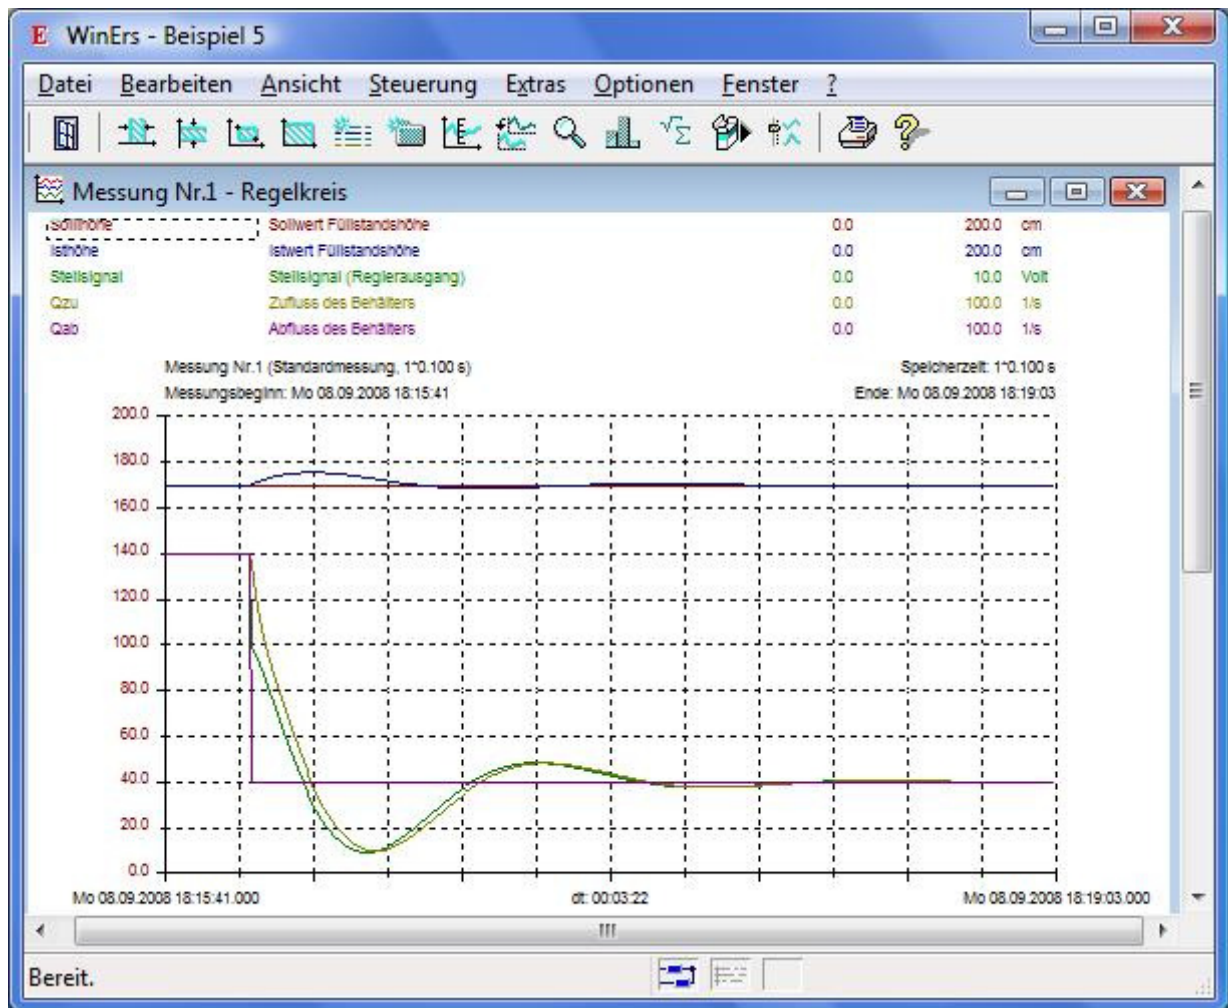 WinErs - Beispiel 5
Datei Bearbeiten Ansicht Steuerung Extras Optionen Fenster ?
Messung Nr.1 - Regelkreis
Sollhöhe Sollwert Füllstandshöhe 0.0 200.0 cm
Isthöhe Istwert Füllstandshöhe 0.0 200.0 cm
Stellsignal Stellsignal (Reglerausgang) 0.0 10.0 Volt
Qzu Zufluss des Behälters 0.0 100.0 1/s
Qab Abfluss des Behälters 0.0 100.0 1/s
Messung Nr.1 (Standardmessung, 1*0.100 s) Speicherzeit: 1*0.100 s
Messungsbeginn: Mo 08.09.2008 18:15:41 Ende: Mo 08.09.2008 18:19:03
200.0
180.0
160.0
140.0
120.0
100.0
80.0
60.0
40.0
20.0
0.0
Mo 08.09.2008 18:15:41.000 dt: 00:03:22 Mo 08.09.2008 18:19:03.000
Bereit.